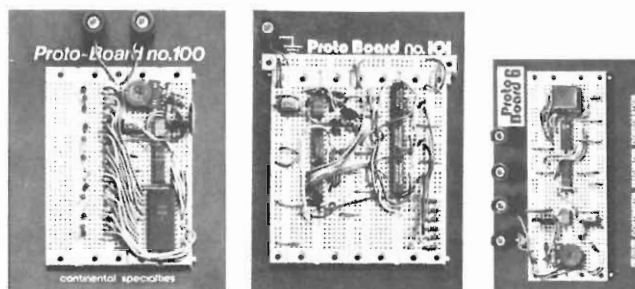 Proto-Board no.100
continental specialties
Proto Board no.101
Proto
Board 6